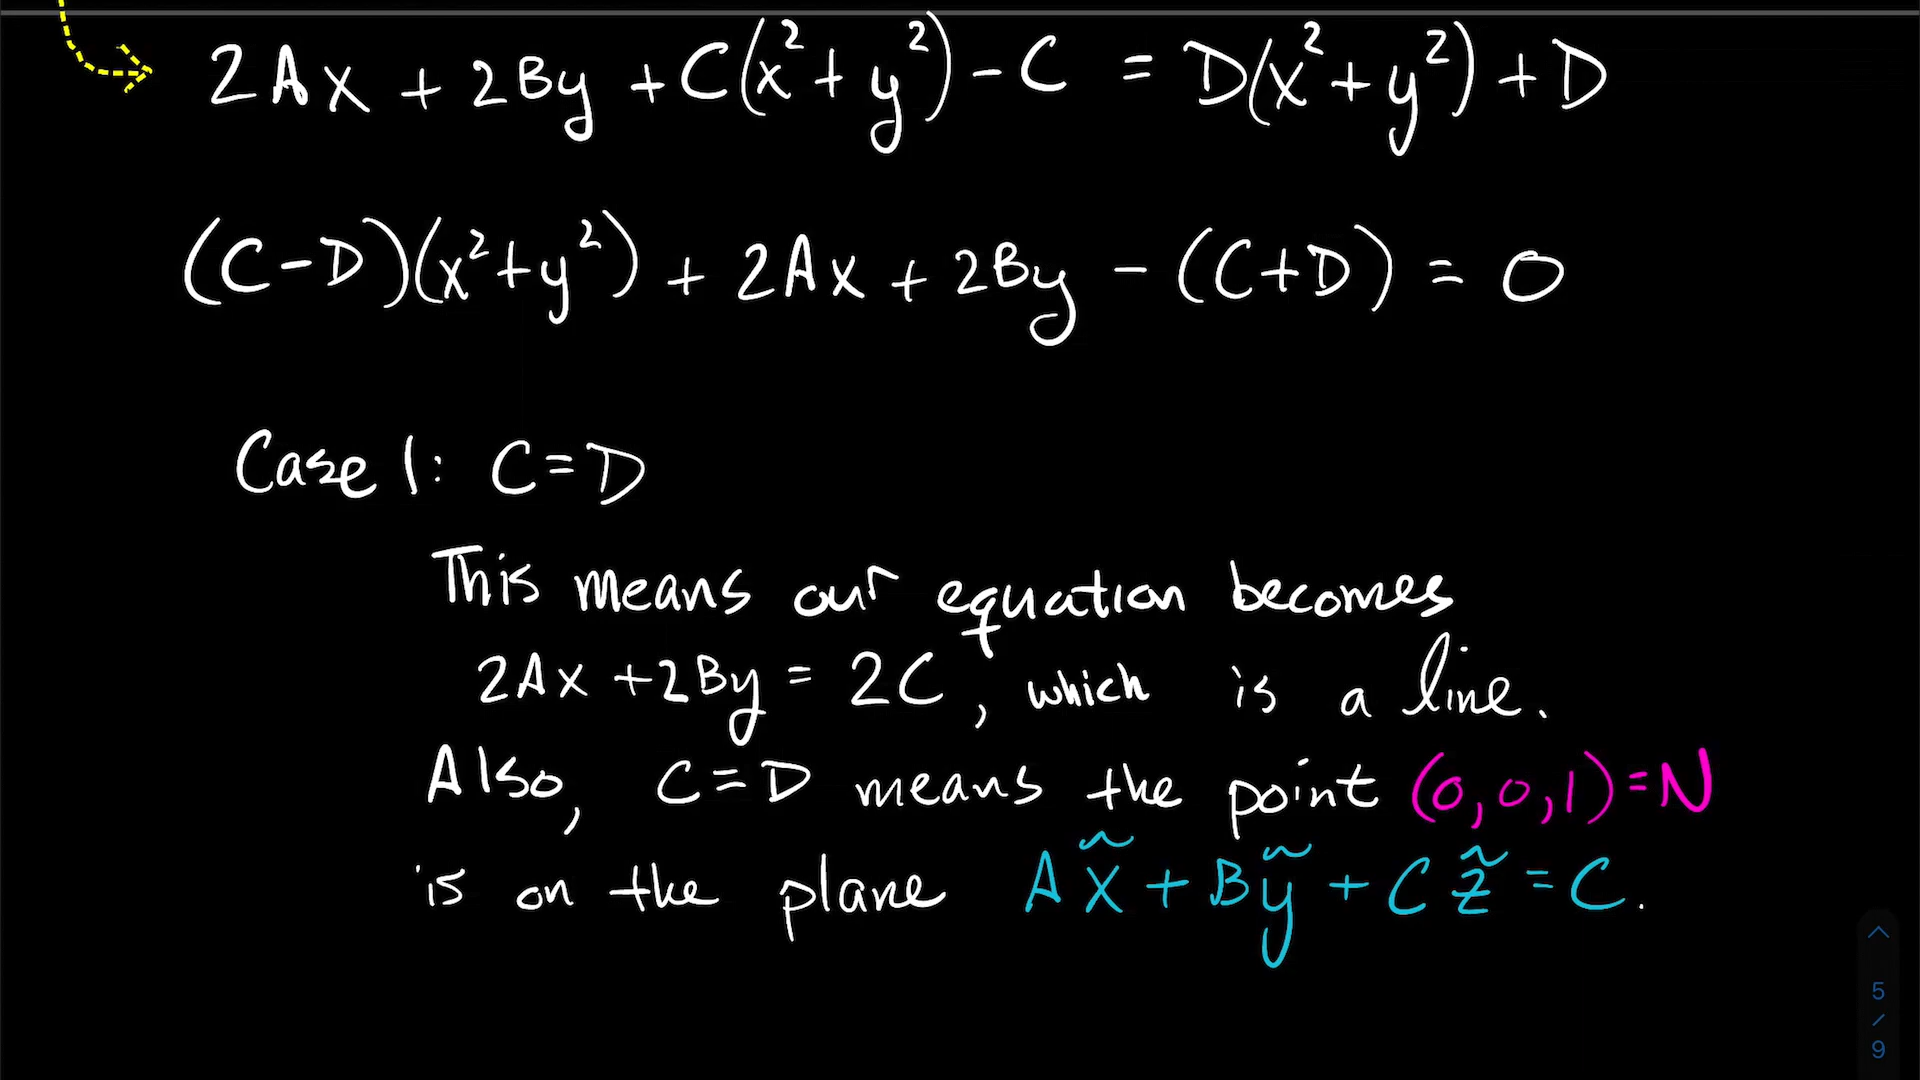 2Ax + 2By + C(x² + y²) - C = D(x² + y²) + D
(C-D)(x²+y²) + 2Ax + 2By - (C+D) = 0
Case 1: C=D
This means our equation becomes
2Ax + 2By = 2C, which is a line.
Also, C=D means the point (0,0,1)=N
is on the plane Ax̃ + Bỹ + Cz̃ = C.
5
/
9